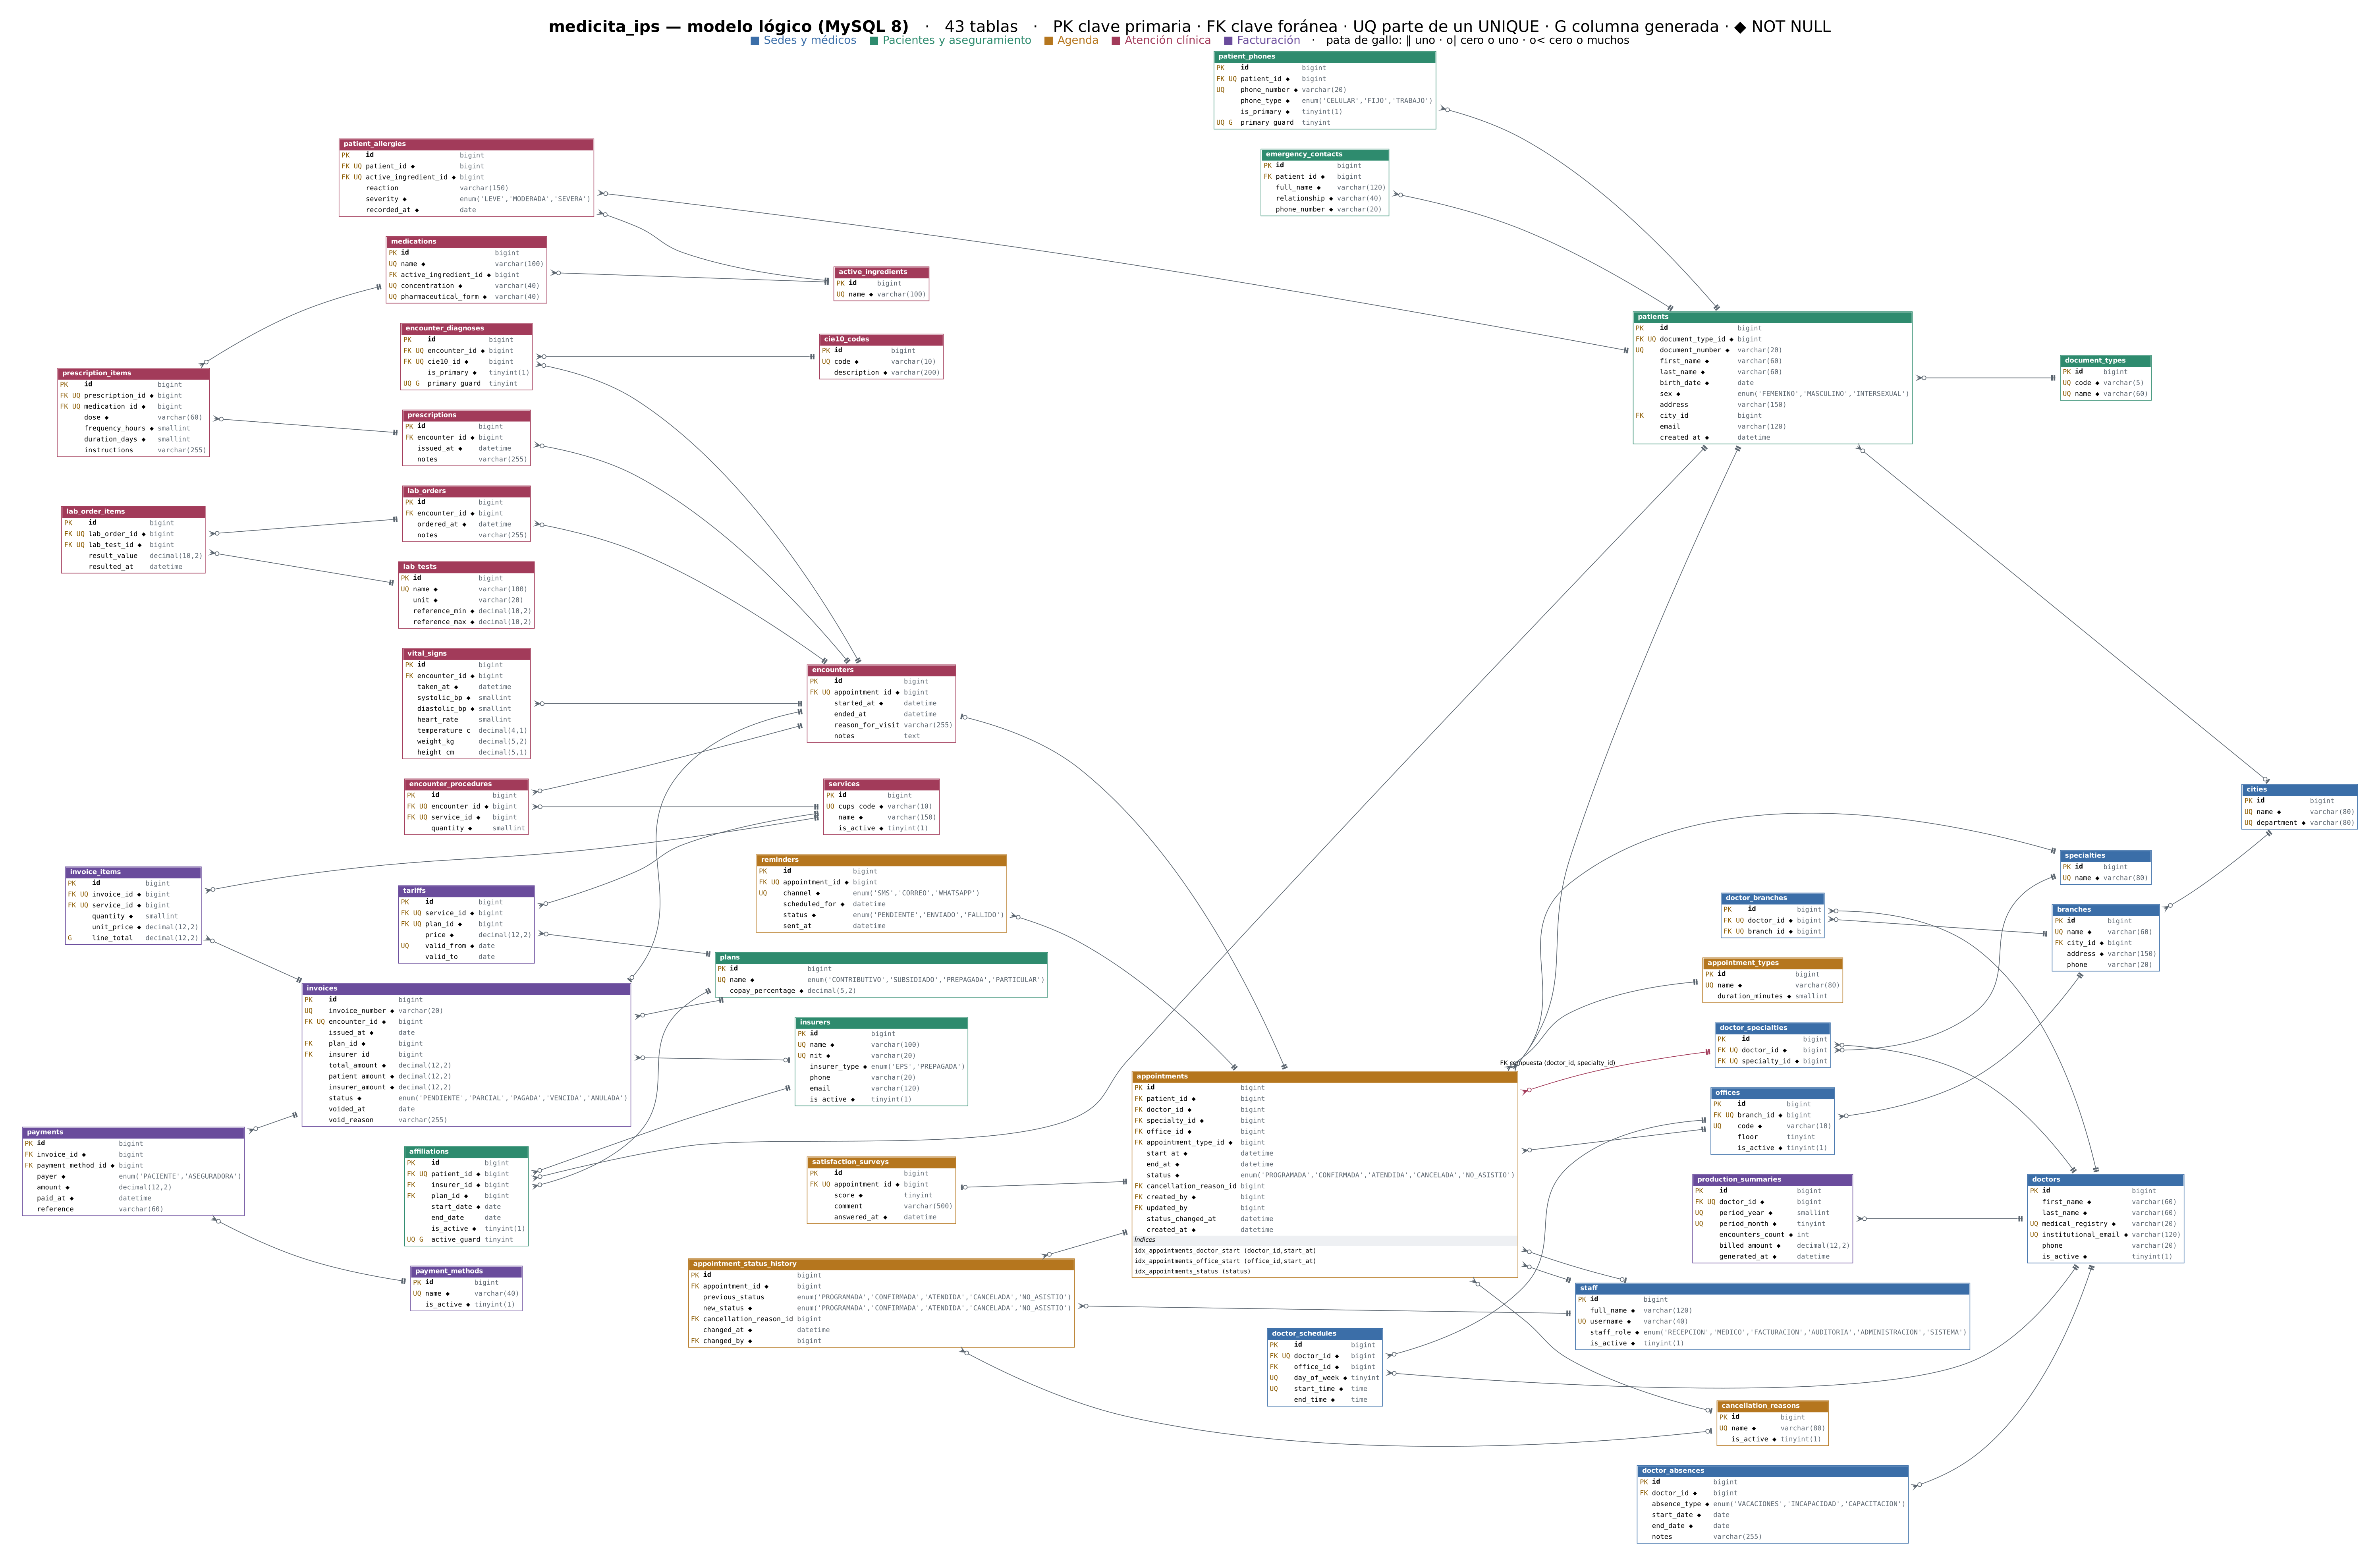 medicita_ips — modelo lógico (MySQL 8) · 43 tablas · PK clave primaria · FK clave foránea · UQ parte de un UNIQUE · G columna generada · ◆ NOT NULL
■ Sedes y médicos ■ Pacientes y aseguramiento ■ Agenda ■ Atención clínica ■ Facturación · pata de gallo: ‖ uno · o| cero o uno · o< cero o muchos
patient_phones
PK id bigint
FK UQ patient_id ◆ bigint
UQ phone_number ◆ varchar(20)
phone_type ◆ enum('CELULAR','FIJO','TRABAJO')
is_primary ◆ tinyint(1)
UQ G primary_guard tinyint
patient_allergies
PK id bigint
FK UQ patient_id ◆ bigint
FK UQ active_ingredient_id ◆ bigint
reaction varchar(150)
severity ◆ enum('LEVE','MODERADA','SEVERA')
recorded_at ◆ date
emergency_contacts
PK id bigint
FK patient_id ◆ bigint
full_name ◆ varchar(120)
relationship ◆ varchar(40)
phone_number ◆ varchar(20)
medications
PK id bigint
UQ name ◆ varchar(100)
FK active_ingredient_id ◆ bigint
UQ concentration ◆ varchar(40)
UQ pharmaceutical_form ◆ varchar(40)
active_ingredients
PK id bigint
UQ name ◆ varchar(100)
patients
PK id bigint
FK UQ document_type_id ◆ bigint
UQ document_number ◆ varchar(20)
first_name ◆ varchar(60)
last_name ◆ varchar(60)
birth_date ◆ date
sex ◆ enum('FEMENINO','MASCULINO','INTERSEXUAL')
address varchar(150)
FK city_id bigint
email varchar(120)
created_at ◆ datetime
encounter_diagnoses
PK id bigint
FK UQ encounter_id ◆ bigint
FK UQ cie10_id ◆ bigint
is_primary ◆ tinyint(1)
UQ G primary_guard tinyint
cie10_codes
PK id bigint
UQ code ◆ varchar(10)
description ◆ varchar(200)
document_types
PK id bigint
UQ code ◆ varchar(5)
UQ name ◆ varchar(60)
prescription_items
PK id bigint
FK UQ prescription_id ◆ bigint
FK UQ medication_id ◆ bigint
dose ◆ varchar(60)
frequency_hours ◆ smallint
duration_days ◆ smallint
instructions varchar(255)
prescriptions
PK id bigint
FK encounter_id ◆ bigint
issued_at ◆ datetime
notes varchar(255)
lab_orders
PK id bigint
FK encounter_id ◆ bigint
ordered_at ◆ datetime
notes varchar(255)
lab_order_items
PK id bigint
FK UQ lab_order_id ◆ bigint
FK UQ lab_test_id ◆ bigint
result_value decimal(10,2)
resulted_at datetime
lab_tests
PK id bigint
UQ name ◆ varchar(100)
unit ◆ varchar(20)
reference_min ◆ decimal(10,2)
reference_max ◆ decimal(10,2)
vital_signs
PK id bigint
FK encounter_id ◆ bigint
taken_at ◆ datetime
systolic_bp ◆ smallint
diastolic_bp ◆ smallint
heart_rate smallint
temperature_c decimal(4,1)
weight_kg decimal(5,2)
height_cm decimal(5,1)
encounters
PK id bigint
FK UQ appointment_id ◆ bigint
started_at ◆ datetime
ended_at datetime
reason_for_visit varchar(255)
notes text
encounter_procedures
PK id bigint
FK UQ encounter_id ◆ bigint
FK UQ service_id ◆ bigint
quantity ◆ smallint
services
PK id bigint
UQ cups_code ◆ varchar(10)
name ◆ varchar(150)
is_active ◆ tinyint(1)
cities
PK id bigint
UQ name ◆ varchar(80)
UQ department ◆ varchar(80)
specialties
PK id bigint
UQ name ◆ varchar(80)
reminders
PK id bigint
FK UQ appointment_id ◆ bigint
UQ channel ◆ enum('SMS','CORREO','WHATSAPP')
scheduled_for ◆ datetime
status ◆ enum('PENDIENTE','ENVIADO','FALLIDO')
sent_at datetime
invoice_items
PK id bigint
FK UQ invoice_id ◆ bigint
FK UQ service_id ◆ bigint
quantity ◆ smallint
unit_price ◆ decimal(12,2)
G line_total decimal(12,2)
tariffs
PK id bigint
FK UQ service_id ◆ bigint
FK UQ plan_id ◆ bigint
price ◆ decimal(12,2)
UQ valid_from ◆ date
valid_to date
doctor_branches
PK id bigint
FK UQ doctor_id ◆ bigint
FK UQ branch_id ◆ bigint
branches
PK id bigint
UQ name ◆ varchar(60)
FK city_id ◆ bigint
address ◆ varchar(150)
phone varchar(20)
plans
PK id bigint
UQ name ◆ enum('CONTRIBUTIVO','SUBSIDIADO','PREPAGADA','PARTICULAR')
copay_percentage ◆ decimal(5,2)
appointment_types
PK id bigint
UQ name ◆ varchar(80)
duration_minutes ◆ smallint
invoices
PK id bigint
UQ invoice_number ◆ varchar(20)
FK UQ encounter_id ◆ bigint
issued_at ◆ date
FK plan_id ◆ bigint
FK insurer_id bigint
total_amount ◆ decimal(12,2)
patient_amount ◆ decimal(12,2)
insurer_amount ◆ decimal(12,2)
status ◆ enum('PENDIENTE','PARCIAL','PAGADA','VENCIDA','ANULADA')
voided_at date
void_reason varchar(255)
insurers
PK id bigint
UQ name ◆ varchar(100)
UQ nit ◆ varchar(20)
insurer_type ◆ enum('EPS','PREPAGADA')
phone varchar(20)
email varchar(120)
is_active ◆ tinyint(1)
doctor_specialties
PK id bigint
FK UQ doctor_id ◆ bigint
FK UQ specialty_id ◆ bigint
FK compuesta (doctor_id, specialty_id)
appointments
PK id bigint
FK patient_id ◆ bigint
FK doctor_id ◆ bigint
FK specialty_id ◆ bigint
FK office_id ◆ bigint
FK appointment_type_id ◆ bigint
start_at ◆ datetime
end_at ◆ datetime
status ◆ enum('PROGRAMADA','CONFIRMADA','ATENDIDA','CANCELADA','NO_ASISTIO')
FK cancellation_reason_id bigint
FK created_by ◆ bigint
FK updated_by bigint
status_changed_at datetime
created_at ◆ datetime
Índices
idx_appointments_doctor_start (doctor_id,start_at)
idx_appointments_office_start (office_id,start_at)
idx_appointments_status (status)
offices
PK id bigint
FK UQ branch_id ◆ bigint
UQ code ◆ varchar(10)
floor tinyint
is_active ◆ tinyint(1)
payments
PK id bigint
FK invoice_id ◆ bigint
FK payment_method_id ◆ bigint
payer ◆ enum('PACIENTE','ASEGURADORA')
amount ◆ decimal(12,2)
paid_at ◆ datetime
reference varchar(60)
affiliations
PK id bigint
FK UQ patient_id ◆ bigint
FK insurer_id ◆ bigint
FK plan_id ◆ bigint
start_date ◆ date
end_date date
is_active ◆ tinyint(1)
UQ G active_guard tinyint
satisfaction_surveys
PK id bigint
FK UQ appointment_id ◆ bigint
score ◆ tinyint
comment varchar(500)
answered_at ◆ datetime
production_summaries
PK id bigint
FK UQ doctor_id ◆ bigint
UQ period_year ◆ smallint
UQ period_month ◆ tinyint
encounters_count ◆ int
billed_amount ◆ decimal(12,2)
generated_at ◆ datetime
doctors
PK id bigint
first_name ◆ varchar(60)
last_name ◆ varchar(60)
UQ medical_registry ◆ varchar(20)
UQ institutional_email ◆ varchar(120)
phone varchar(20)
is_active ◆ tinyint(1)
payment_methods
PK id bigint
UQ name ◆ varchar(40)
is_active ◆ tinyint(1)
appointment_status_history
PK id bigint
FK appointment_id ◆ bigint
previous_status enum('PROGRAMADA','CONFIRMADA','ATENDIDA','CANCELADA','NO_ASISTIO')
new_status ◆ enum('PROGRAMADA','CONFIRMADA','ATENDIDA','CANCELADA','NO_ASISTIO')
FK cancellation_reason_id bigint
changed_at ◆ datetime
FK changed_by ◆ bigint
staff
PK id bigint
full_name ◆ varchar(120)
UQ username ◆ varchar(40)
staff_role ◆ enum('RECEPCION','MEDICO','FACTURACION','AUDITORIA','ADMINISTRACION','SISTEMA')
is_active ◆ tinyint(1)
doctor_schedules
PK id bigint
FK UQ doctor_id ◆ bigint
FK office_id ◆ bigint
UQ day_of_week ◆ tinyint
UQ start_time ◆ time
end_time ◆ time
cancellation_reasons
PK id bigint
UQ name ◆ varchar(80)
is_active ◆ tinyint(1)
doctor_absences
PK id bigint
FK doctor_id ◆ bigint
absence_type ◆ enum('VACACIONES','INCAPACIDAD','CAPACITACION')
start_date ◆ date
end_date ◆ date
notes varchar(255)